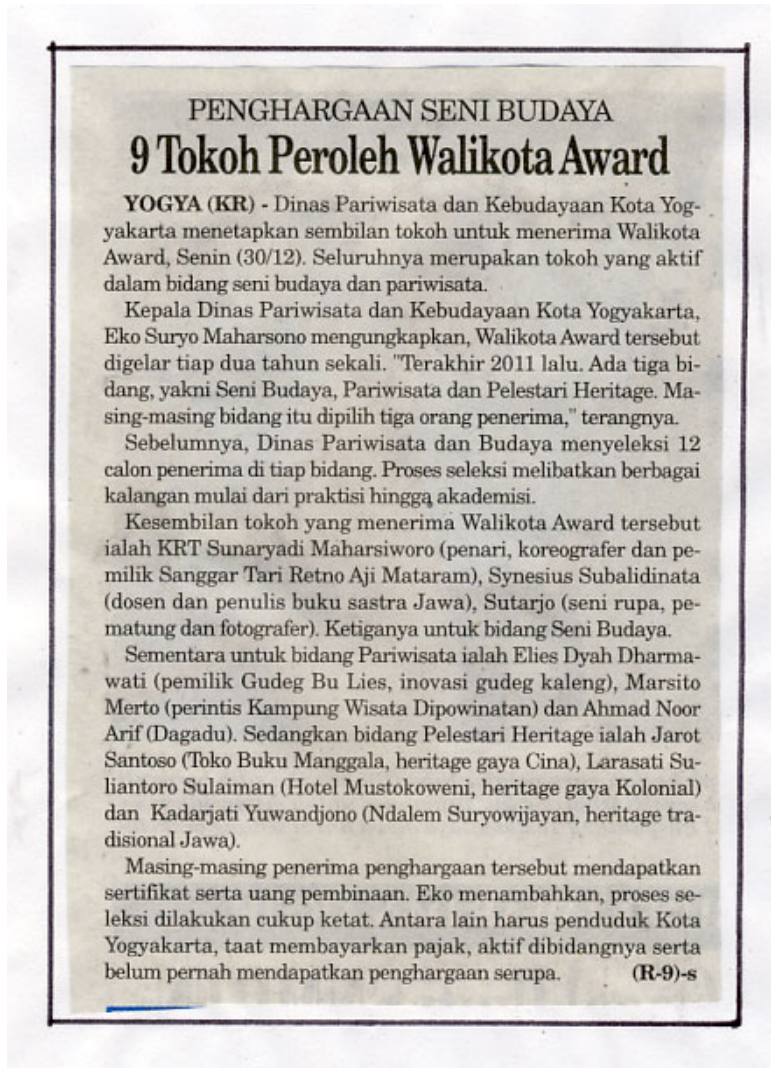 PENGHARGAAN SENI BUDAYA
9 Tokoh Peroleh Walikota Award
YOGYA (KR) - Dinas Pariwisata dan Kebudayaan Kota Yog-
yakarta menetapkan sembilan tokoh untuk menerima Walikota
Award, Senin (30/12). Seluruhnya merupakan tokoh yang aktif
dalam bidang seni budaya dan pariwisata.
Kepala Dinas Pariwisata dan Kebudayaan Kota Yogyakarta,
Eko Suryo Maharsono mengungkapkan, Walikota Award tersebut
digelar tiap dua tahun sekali. "Terakhir 2011 lalu. Ada tiga bi-
dang, yakni Seni Budaya, Pariwisata dan Pelestari Heritage. Ma-
sing-masing bidang itu dipilih tiga orang penerima," terangnya.
Sebelumnya, Dinas Pariwisata dan Budaya menyeleksi 12
calon penerima di tiap bidang. Proses seleksi melibatkan berbagai
kalangan mulai dari praktisi hingga akademisi.
Kesembilan tokoh yang menerima Walikota Award tersebut
ialah KRT Sunaryadi Maharsiworo (penari, koreografer dan pe-
milik Sanggar Tari Retno Aji Mataram), Synesius Subalidinata
(dosen dan penulis buku sastra Jawa), Sutarjo (seni rupa, pe-
matung dan fotografer). Ketiganya untuk bidang Seni Budaya.
Sementara untuk bidang Pariwisata ialah Elies Dyah Dharma-
wati (pemilik Gudeg Bu Lies, inovasi gudeg kaleng), Marsito
Merto (perintis Kampung Wisata Dipowinatan) dan Ahmad Noor
Arif (Dagadu). Sedangkan bidang Pelestari Heritage ialah Jarot
Santoso (Toko Buku Manggala, heritage gaya Cina), Larasati Su-
liantoro Sulaiman (Hotel Mustokoweni, heritage gaya Kolonial)
dan Kadarjati Yuwandjono (Ndalem Suryowijayan, heritage tra-
disional Jawa).
Masing-masing penerima penghargaan tersebut mendapatkan
sertifikat serta uang pembinaan. Eko menambahkan, proses se-
leksi dilakukan cukup ketat. Antara lain harus penduduk Kota
Yogyakarta, taat membayarkan pajak, aktif dibidangnya serta
belum pernah mendapatkan penghargaan serupa. (R-9)-s